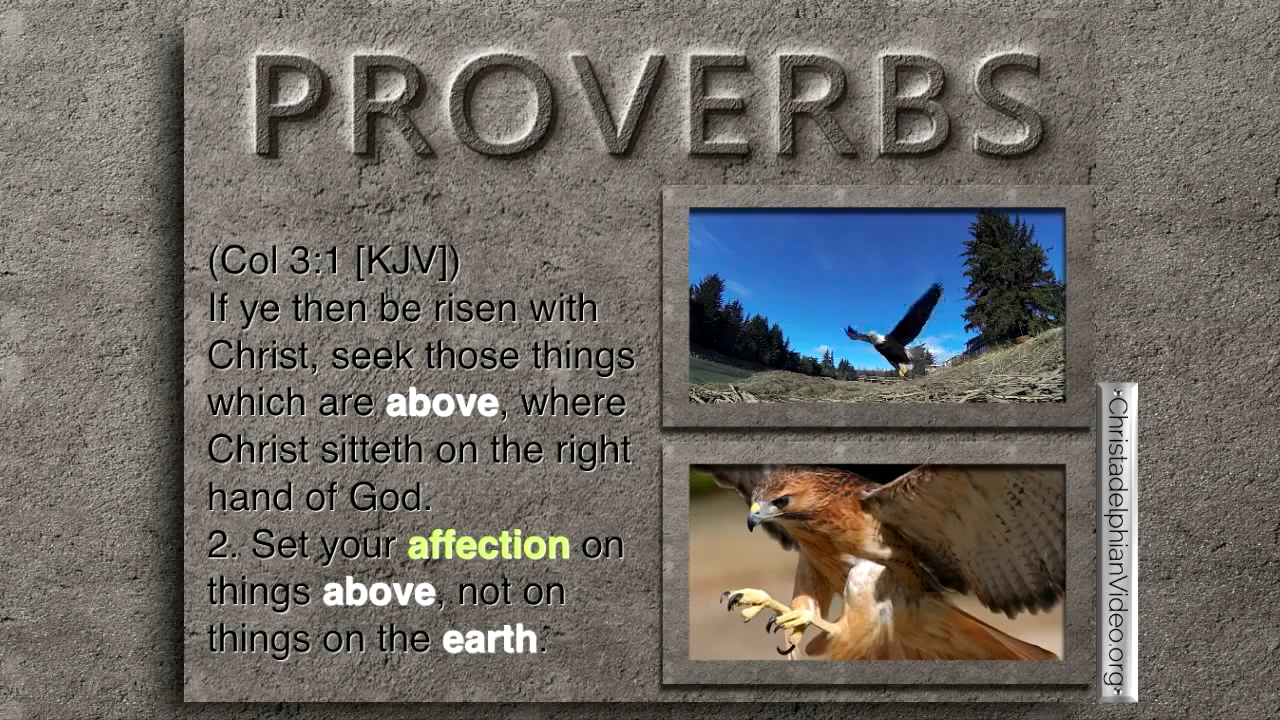 PROVERBS
(Col 3:1 [KJV])
If ye then be risen with
Christ, seek those things
which are above, where
Christ sitteth on the right
hand of God.
2. Set your affection on
things above, not on
things on the earth.
ChristadelphianVideo.org